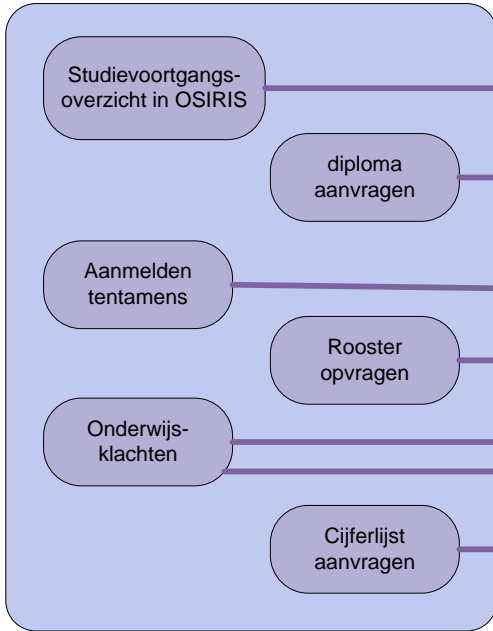 Studievoortgangs-
overzicht in OSIRIS
diploma
aanvragen
Aanmelden
tentamens
Rooster
opvragen
Onderwijs-
klachten
Cijferlijst
aanvragen